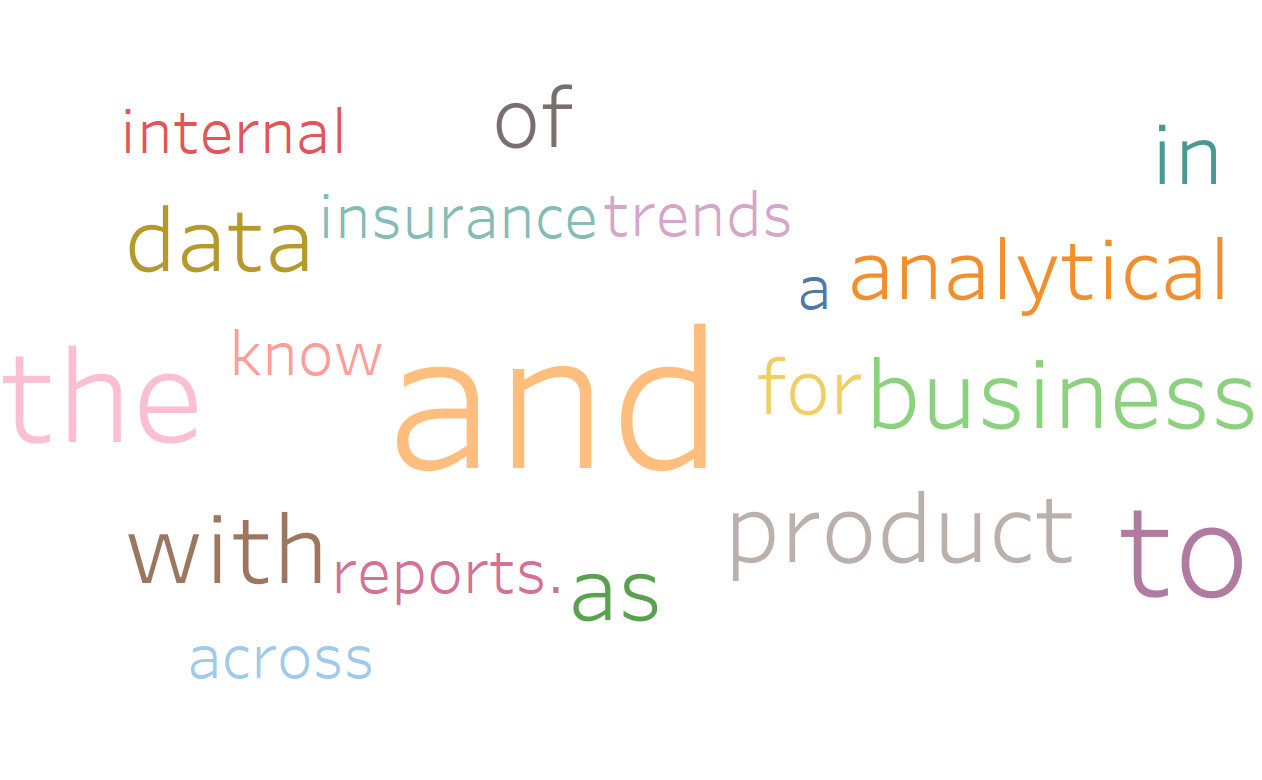 of
internal
in
insurance trends
data
a analytical
know
the and for business
product to
with reports. as
across